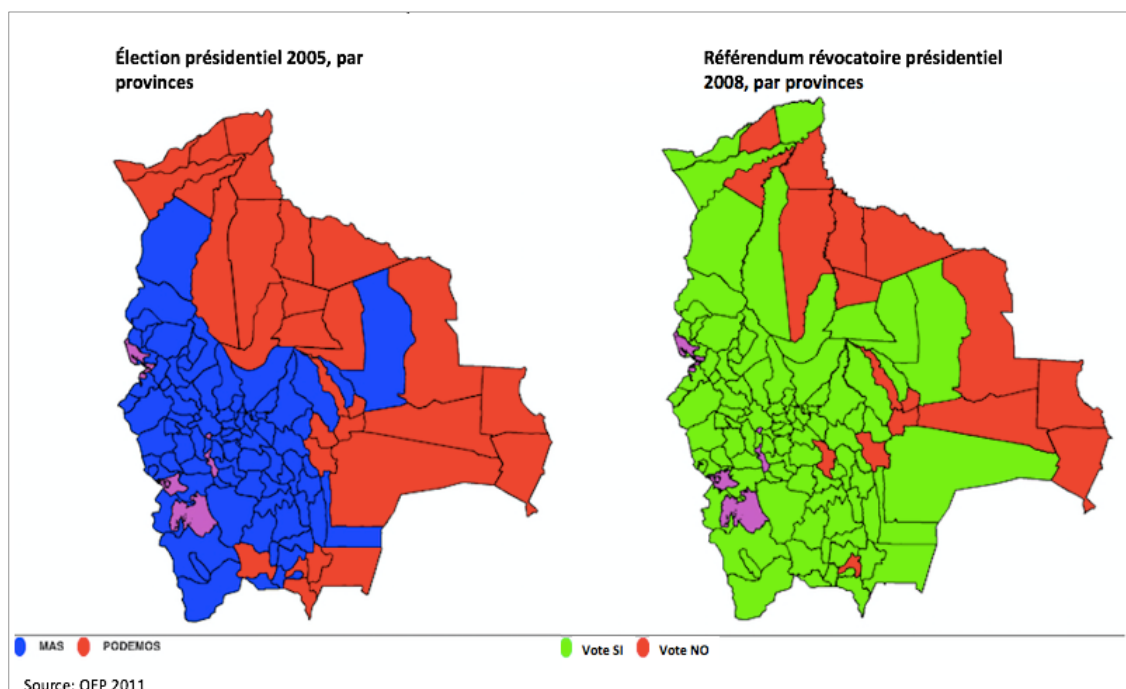 Élection présidentiel 2005, par
provinces
Référendum révocatoire présidentiel
2008, par provinces
MAS PODEMOS
Vote SI Vote NO
Source: OEP 2011